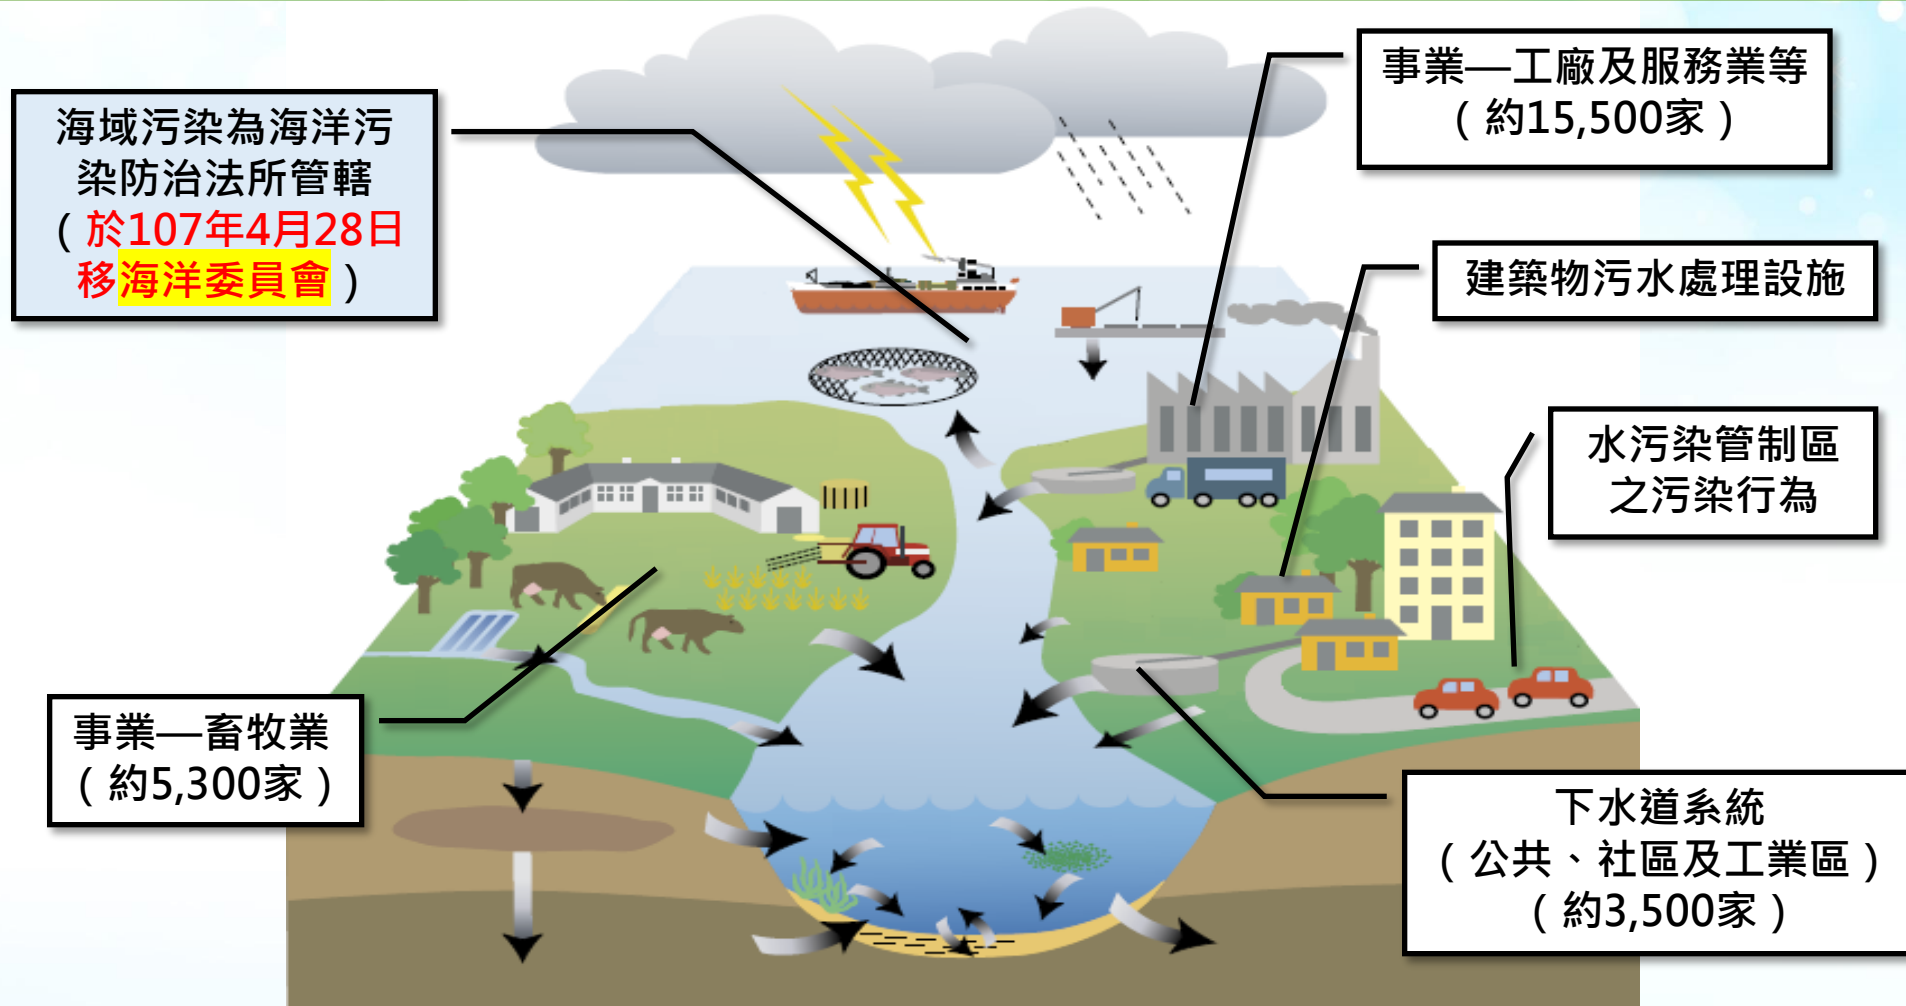 海域污染為海洋污
染防治法所管轄
（於107年4月28日
移海洋委員會）
事業—工廠及服務業等
（約15,500家）
建築物污水處理設施
水污染管制區
之污染行為
事業—畜牧業
（約5,300家）
下水道系統
（公共、社區及工業區）
（約3,500家）